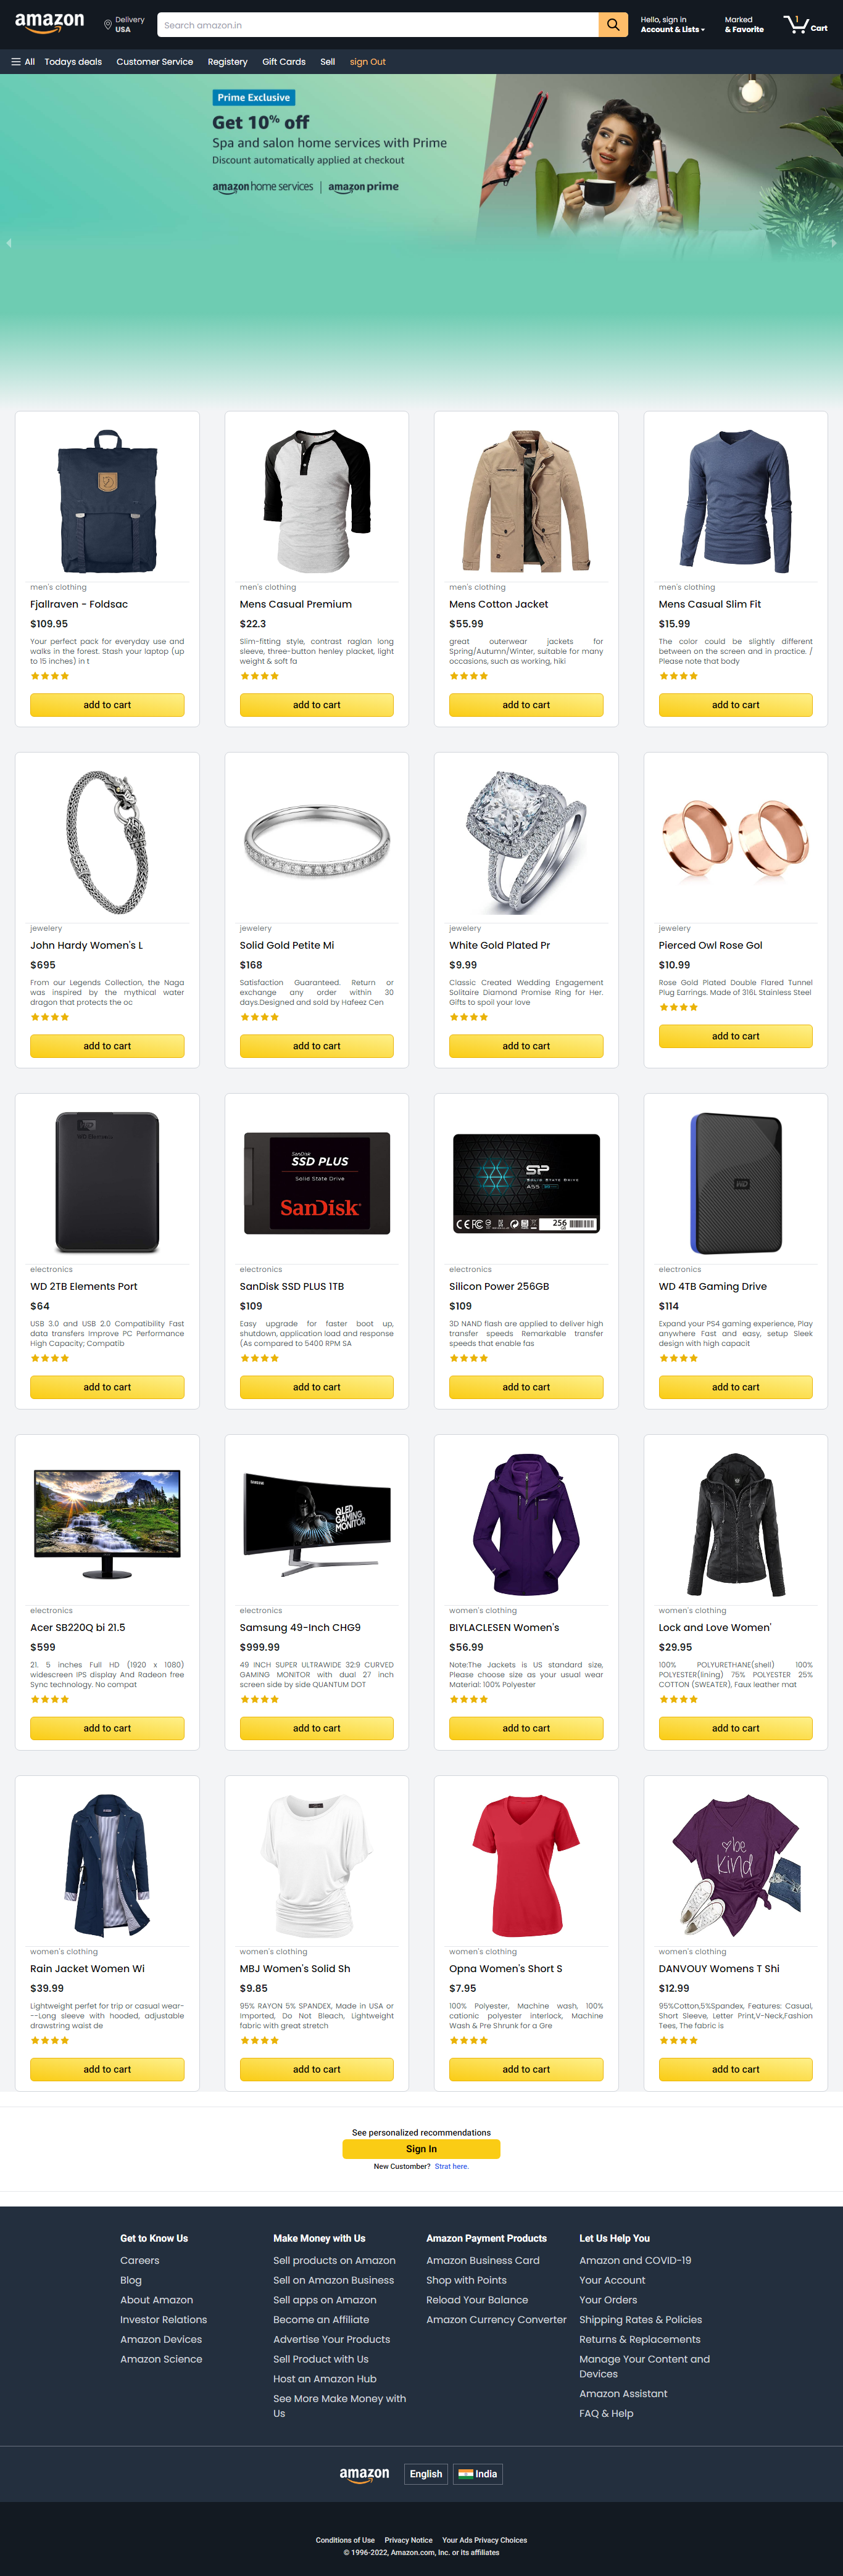 amazon
Delivery
USA
Search amazon.in
Hello, sign in
Account & Lists
Marked
& Favorite
1
Cart
All Todays deals Customer Service Registery Gift Cards Sell sign Out
Prime Exclusive
Get 10% off
Spa and salon home services with Prime
Discount automatically applied at checkout
amazon home services | amazon prime
men's clothing
Fjallraven - Foldsac
$109.95
Your perfect pack for everyday use and
walks in the forest. Stash your laptop (up
to 15 inches) in t
add to cart
men's clothing
Mens Casual Premium
$22.3
Slim-fitting style, contrast raglan long
sleeve, three-button henley placket, light
weight & soft fa
add to cart
men's clothing
Mens Cotton Jacket
$55.99
great outerwear jackets for
Spring/Autumn/Winter, suitable for many
occasions, such as working, hiki
add to cart
men's clothing
Mens Casual Slim Fit
$15.99
The color could be slightly different
between on the screen and in practice. /
Please note that body
add to cart
jewelery
John Hardy Women's L
$695
From our Legends Collection, the Naga
was inspired by the mythical water
dragon that protects the oc
add to cart
jewelery
Solid Gold Petite Mi
$168
Satisfaction Guaranteed. Return or
exchange any order within 30
days.Designed and sold by Hafeez Cen
add to cart
jewelery
White Gold Plated Pr
$9.99
Classic Created Wedding Engagement
Solitaire Diamond Promise Ring for Her.
Gifts to spoil your love
add to cart
jewelery
Pierced Owl Rose Gol
$10.99
Rose Gold Plated Double Flared Tunnel
Plug Earrings. Made of 316L Stainless Steel
add to cart
WD
electronics
WD 2TB Elements Port
$64
USB 3.0 and USB 2.0 Compatibility Fast
data transfers Improve PC Performance
High Capacity; Compatib
add to cart
SanDisk
SSD PLUS
Solid State Drive
SanDisk
electronics
SanDisk SSD PLUS 1TB
$109
Easy upgrade for faster boot up,
shutdown, application load and response
(As compared to 5400 RPM SA
add to cart
SP
Solid State Drive
A55
256
electronics
Silicon Power 256GB
$109
3D NAND flash are applied to deliver high
transfer speeds Remarkable transfer
speeds that enable fas
add to cart
WD
electronics
WD 4TB Gaming Drive
$114
Expand your PS4 gaming experience, Play
anywhere Fast and easy, setup Sleek
design with high capacit
add to cart
electronics
Acer SB220Q bi 21.5
$599
21. 5 inches Full HD (1920 x 1080)
widescreen IPS display And Radeon free
Sync technology. No compat
add to cart
SAMSUNG
QLED
GAMING
MONITOR
electronics
Samsung 49-Inch CHG9
$999.99
49 INCH SUPER ULTRAWIDE 32:9 CURVED
GAMING MONITOR with dual 27 inch
screen side by side QUANTUM DOT
add to cart
women's clothing
BIYLACLESEN Women's
$56.99
Note:The Jackets is US standard size,
Please choose size as your usual wear
Material: 100% Polyester
add to cart
women's clothing
Lock and Love Women'
$29.95
100% POLYURETHANE(shell) 100%
POLYESTER(lining) 75% POLYESTER 25%
COTTON (SWEATER), Faux leather mat
add to cart
women's clothing
Rain Jacket Women Wi
$39.99
Lightweight perfet for trip or casual wear-
--Long sleeve with hooded, adjustable
drawstring waist de
add to cart
women's clothing
MBJ Women's Solid Sh
$9.85
95% RAYON 5% SPANDEX, Made in USA or
Imported, Do Not Bleach, Lightweight
fabric with great stretch
add to cart
women's clothing
Opna Women's Short S
$7.95
100% Polyester, Machine wash, 100%
cationic polyester interlock, Machine
Wash & Pre Shrunk for a Gre
add to cart
be
kind
women's clothing
DANVOUY Womens T Shi
$12.99
95%Cotton,5%Spandex, Features: Casual,
Short Sleeve, Letter Print,V-Neck,Fashion
Tees, The fabric is
add to cart
See personalized recommendations
Sign In
New Custember? Strat here.
Get to Know Us
Careers
Blog
About Amazon
Investor Relations
Amazon Devices
Amazon Science
Make Money with Us
Sell products on Amazon
Sell on Amazon Business
Sell apps on Amazon
Become an Affiliate
Advertise Your Products
Sell Product with Us
Host an Amazon Hub
See More Make Money with
Us
Amazon Payment Products
Amazon Business Card
Shop with Points
Reload Your Balance
Amazon Currency Converter
Let Us Help You
Amazon and COVID-19
Your Account
Your Orders
Shipping Rates & Policies
Returns & Replacements
Manage Your Content and
Devices
Amazon Assistant
FAQ & Help
amazon
English
India
Conditions of Use Privacy Notice Your Ads Privacy Choices
© 1996-2022, Amazon.com, Inc. or its affiliates